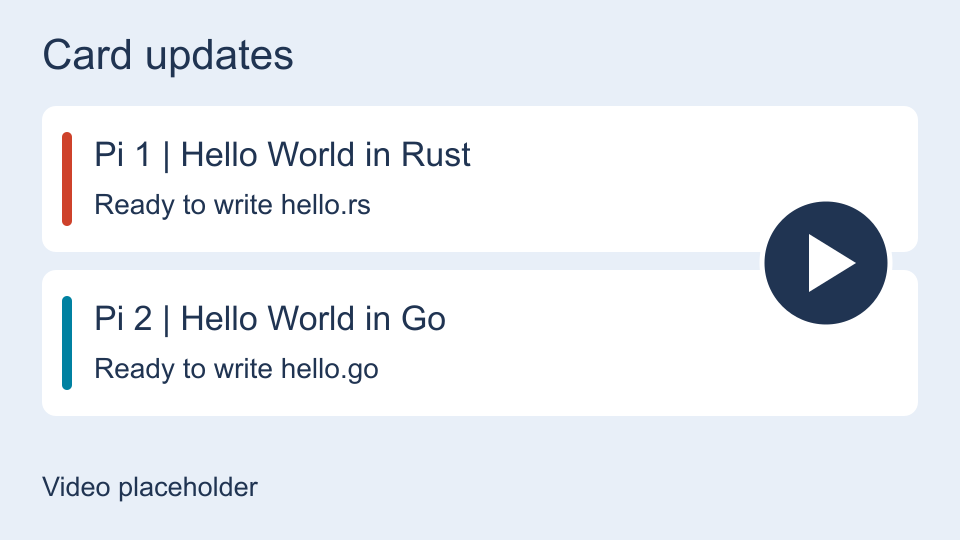 Card updates
Pi 1 | Hello World in Rust
Ready to write hello.rs
Pi 2 | Hello World in Go
Ready to write hello.go
Video placeholder